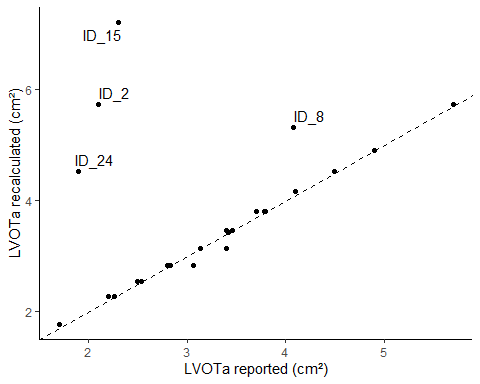 ID_15
ID_2
ID_8
ID_24
LVOTa recalculated (cm²)
6
4
2
2
3
4
5
LVOTa reported (cm²)